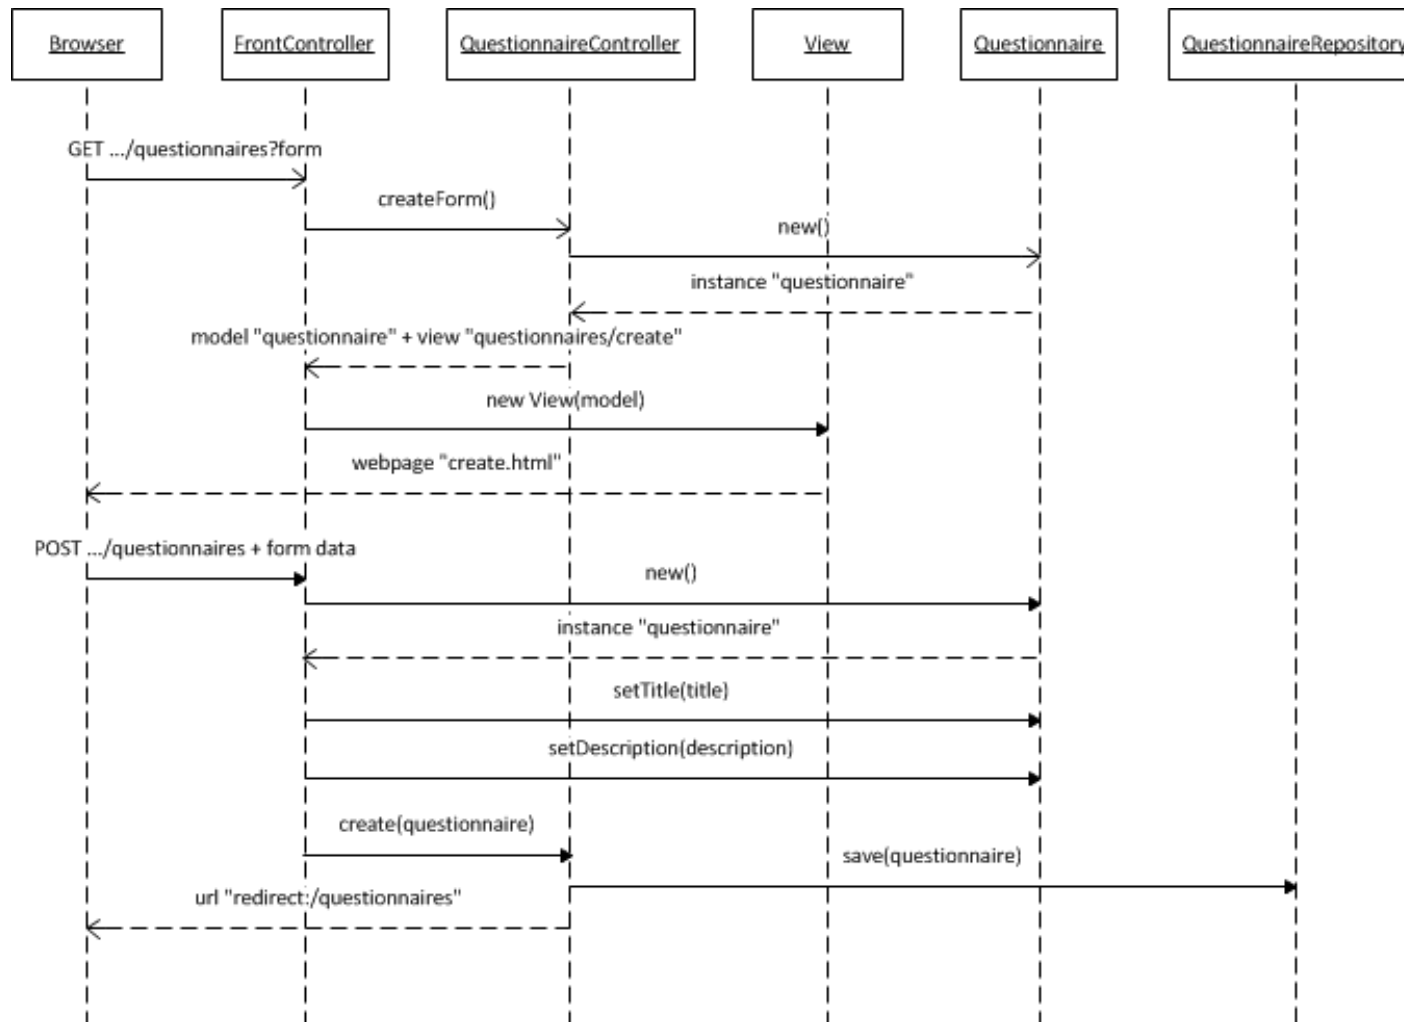 Browser
FrontController
QuestionnaireController
View
Questionnaire
QuestionnaireRepository
GET .../questionnaires?form
createForm()
new()
instance "questionnaire"
model "questionnaire" + view "questionnaires/create"
new View(model)
webpage "create.html"
POST .../questionnaires + form data
new()
instance "questionnaire"
setTitle(title)
setDescription(description)
create(questionnaire)
save(questionnaire)
url "redirect:/questionnaires"